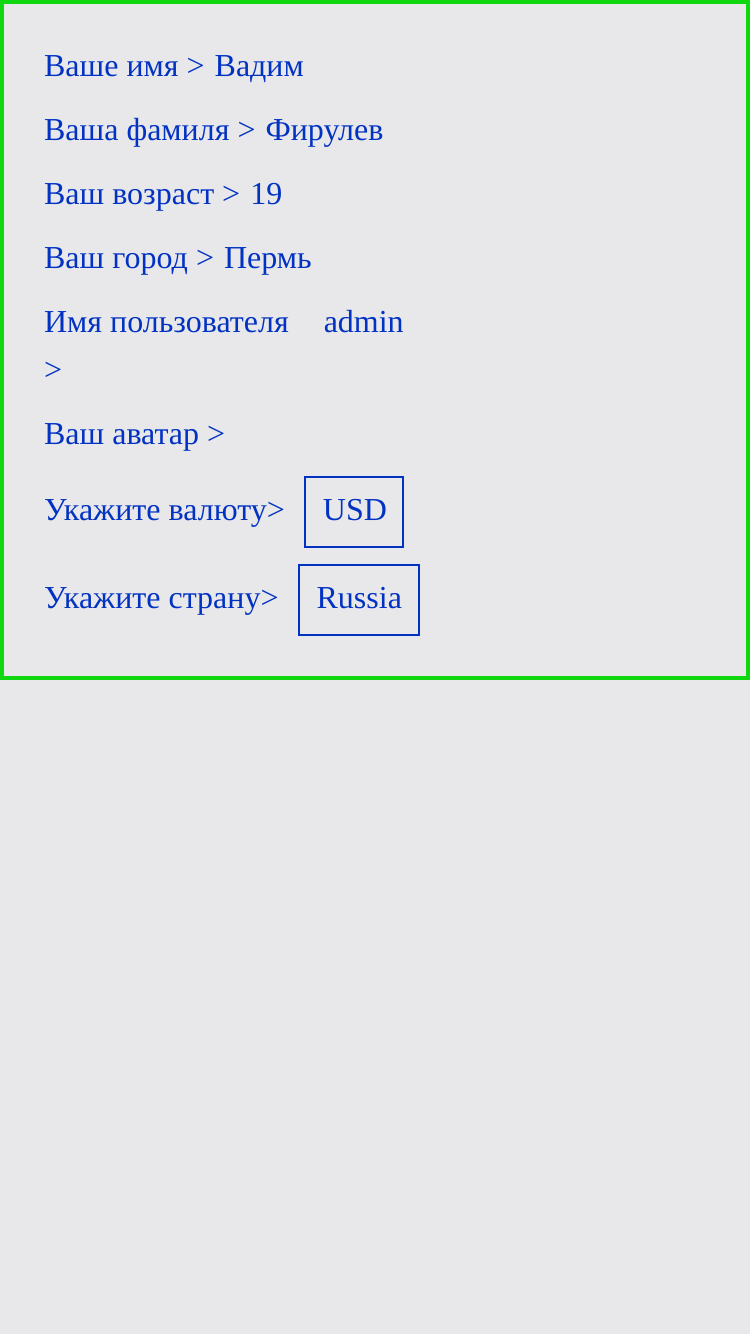 Ваше имя > Вадим
Ваша фамиля > Фирулев
Ваш возраст > 19
Ваш город > Пермь
Имя пользователя admin
>
Ваш аватар >
Укажите валюту> USD
Укажите страну> Russia